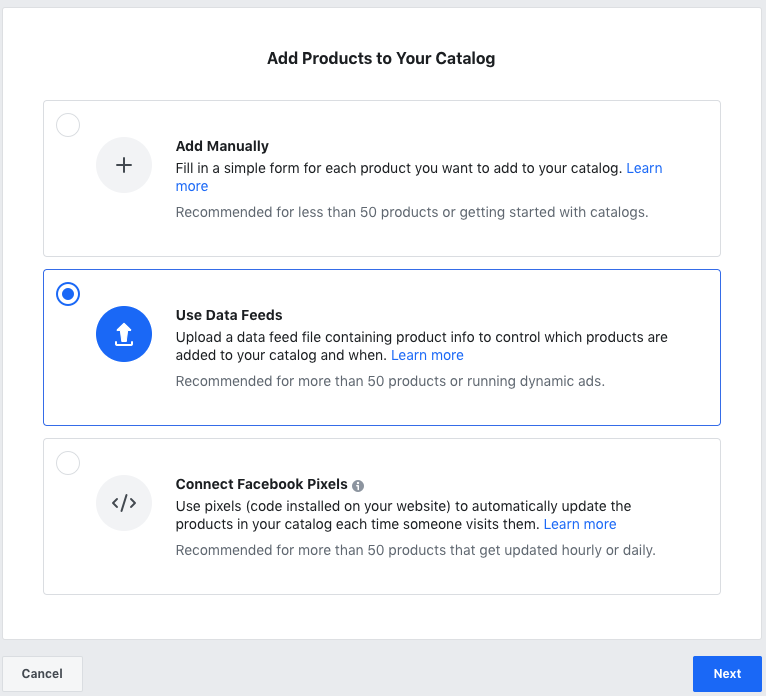 Add Products to Your Catalog
Add Manually
Fill in a simple form for each product you want to add to your catalog. Learn
more
Recommended for less than 50 products or getting started with catalogs.
Use Data Feeds
Upload a data feed file containing product info to control which products are
added to your catalog and when. Learn more
Recommended for more than 50 products or running dynamic ads.
Connect Facebook Pixels
Use pixels (code installed on your website) to automatically update the
products in your catalog each time someone visits them. Learn more
Recommended for more than 50 products that get updated hourly or daily.
Cancel
Next